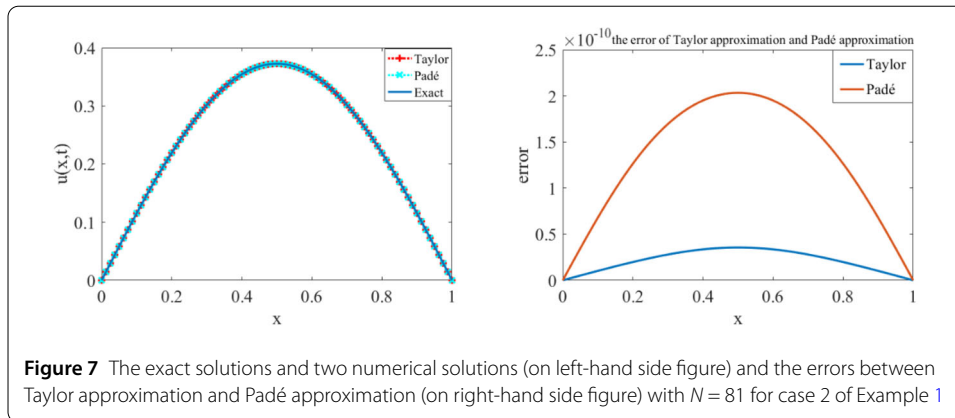 Taylor
Padé
Exact
u(x,t)
0.4
0.3
0.2
0.1
0
0
0.2
0.4
0.6
0.8
1
x
×10-10 the error of Taylor approximation and Padé approximation
Taylor
Padé
error
2.5
2
1.5
1
0.5
0
0
0.2
0.4
0.6
0.8
1
x
Figure 7 The exact solutions and two numerical solutions (on left-hand side figure) and the errors between
Taylor approximation and Padé approximation (on right-hand side figure) with N = 81 for case 2 of Example 1